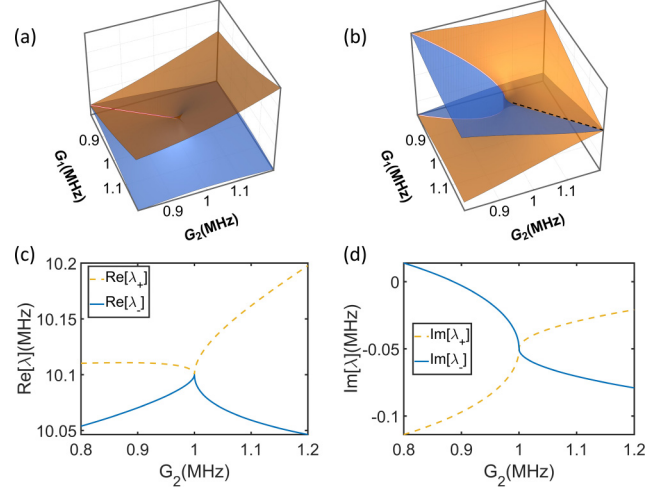 (a)
0.9
1
1.1
G₁(MHz)
0.9
1
1.1
G₂(MHz)
(b)
0.9
1
1.1
G₁(MHz)
0.9
1
1.1
G₂(MHz)
(c)
10.2
10.15
10.1
10.05
Re[λ](MHz)
Re[λ₊]
Re[λ₋]
0.8
0.9
1
1.1
1.2
G₂(MHz)
(d)
0
-0.05
-0.1
Im[λ](MHz)
Im[λ₊]
Im[λ₋]
0.8
0.9
1
1.1
1.2
G₂(MHz)